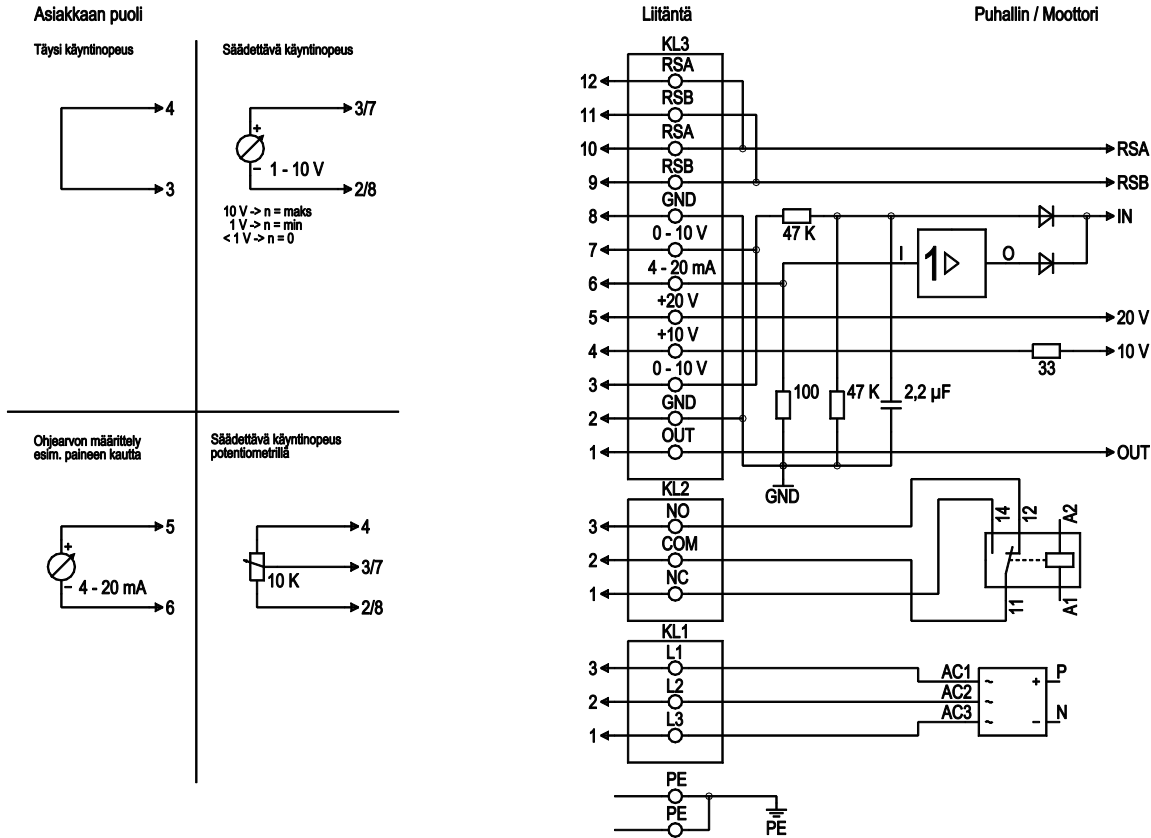 Asiakkaan puoli
Liitäntä
Puhallin / Moottori
Täysi käyntinopeus
4
3
Säädettävä käyntinopeus
3/7
+
1 - 10 V
–
2/8
10 V -> n = maks
1 V -> n = min
< 1 V -> n = 0
Ohjearvon määrittely
esim. paineen kautta
5
+
4 - 20 mA
–
6
Säädettävä käyntinopeus
potentiometrillä
4
3/7
10 K
2/8
KL3
RSA
12
RSB
11
RSA
10
RSA
RSB
9
RSB
GND
8
47 K
IN
0 - 10 V
7
I
1
O
4 - 20 mA
6
+20 V
5
20 V
+10 V
4
33
10 V
0 - 10 V
3
100
47 K
2,2 µF
GND
2
OUT
1
OUT
GND
KL2
NO
3
COM
2
NC
1
14
12
A2
11
A1
KL1
L1
3
AC1
~
+
P
L2
2
AC2
~
L3
1
AC3
~
–
N
PE
PE
PE